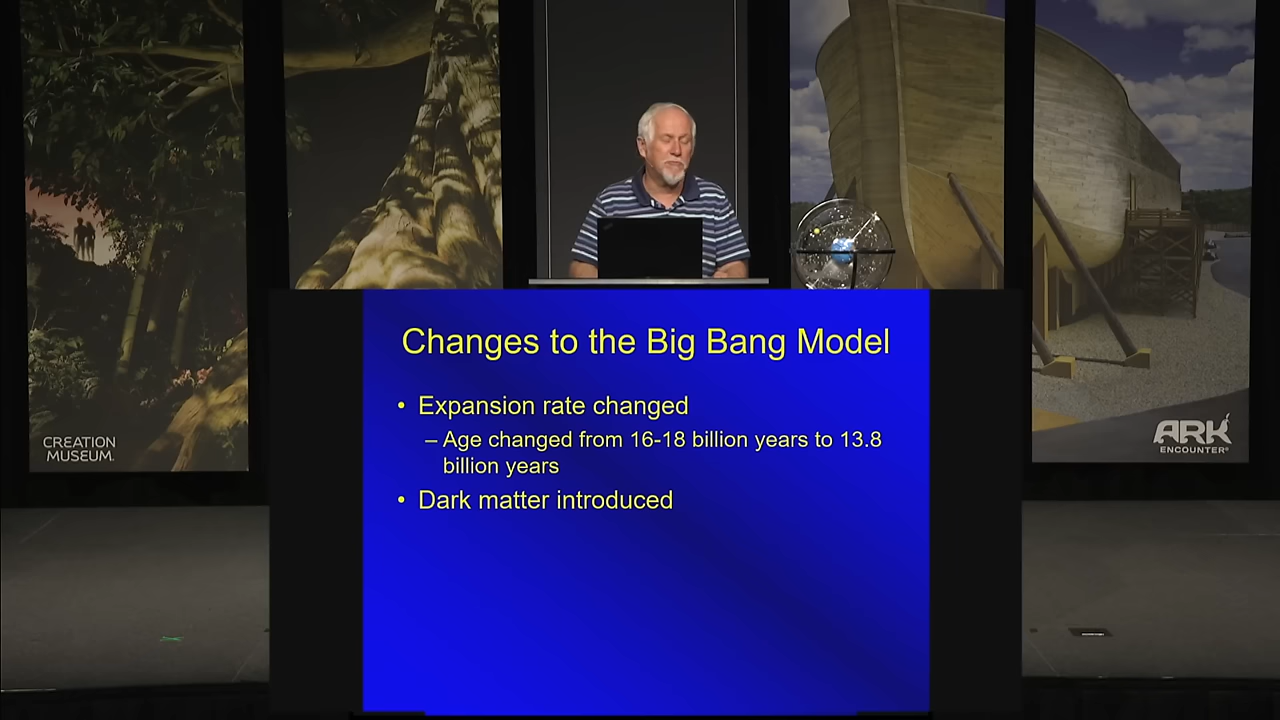 Changes to the Big Bang Model
• Expansion rate changed
– Age changed from 16-18 billion years to 13.8
billion years
• Dark matter introduced
CREATION
MUSEUM.
ARK
ENCOUNTER®